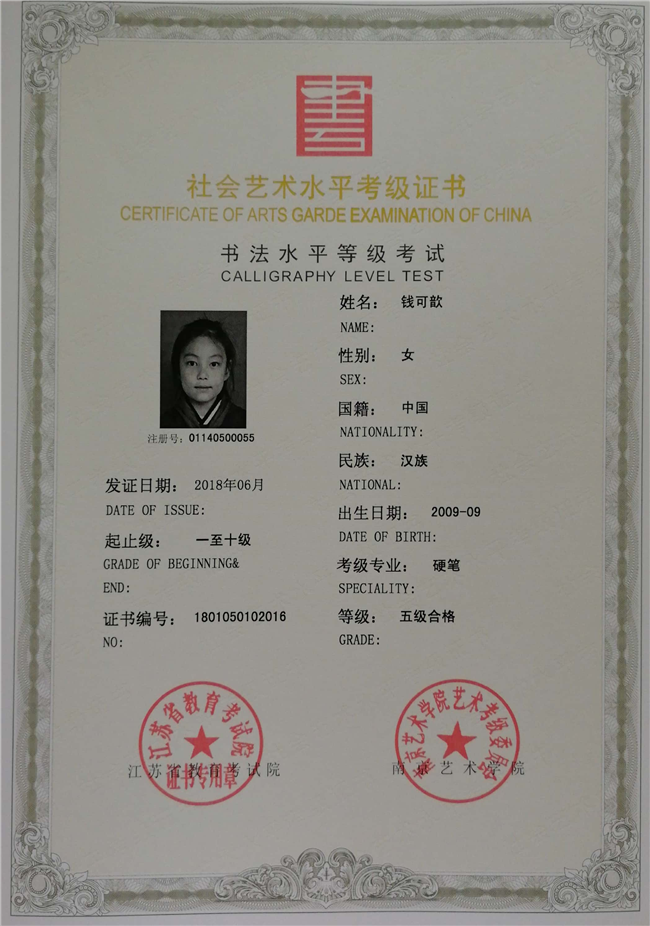 社会艺术水平考级证书
CERTIFICATE OF ARTS GARDE EXAMINATION OF CHINA
书法水平等级考试
CALLIGRAPHY LEVEL TEST
姓名： 钱可歆
NAME:
性别： 女
SEX:
国籍： 中国
NATIONALITY:
注册号：01140500055
民族： 汉族
NATIONAL:
发证日期： 2018年06月
DATE OF ISSUE:
出生日期： 2009-09
DATE OF BIRTH:
起止级： 一至十级
GRADE OF BEGINNING&
END:
考级专业： 硬笔
SPECIALITY:
证书编号： 1801050102016
NO:
等级： 五级合格
GRADE:
江苏省教育考试院
证书专用章
江苏省教育考试院
南京艺术学院艺术考级委员会
南京艺术学院